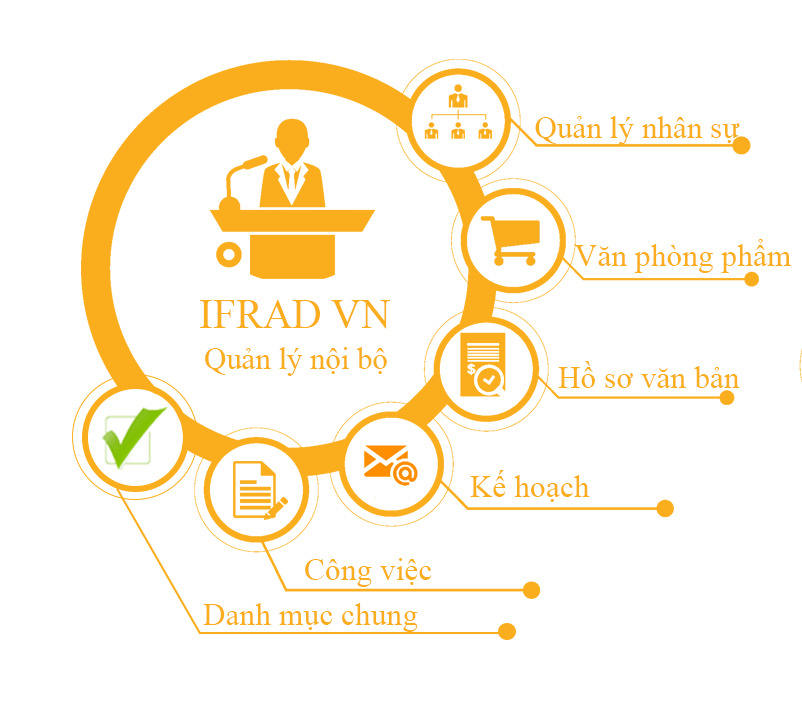 Quản lý nhân sự
Văn phòng phẩm
IFRAD VN
Quản lý nội bộ
Hồ sơ văn bản
Kế hoạch
Công việc
Danh mục chung